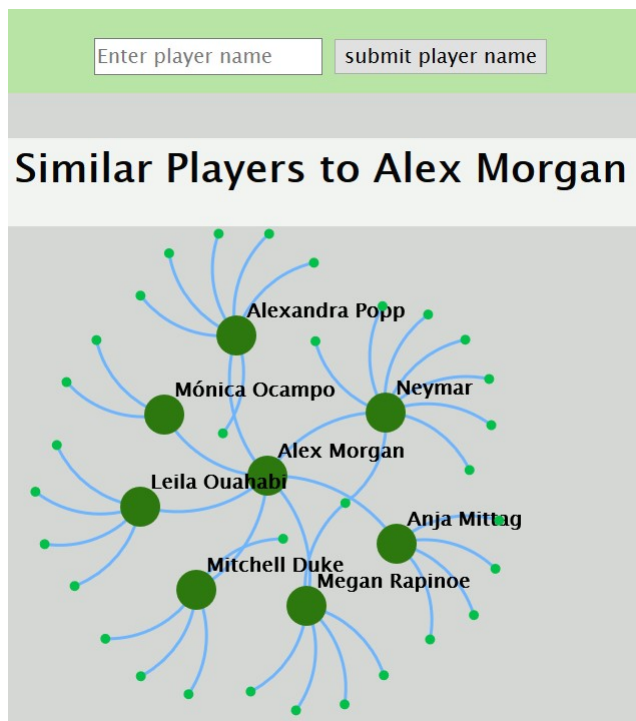 Enter player name
submit player name
Similar Players to Alex Morgan
Alexandra Popp
Mónica Ocampo
Neymar
Alex Morgan
Leila Ouahabi
Anja Mittag
Mitchell Duke
Megan Rapinoe